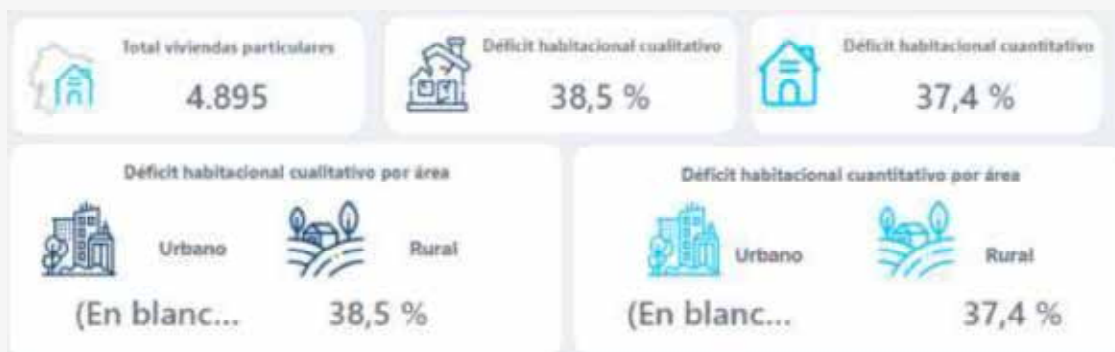 Total viviendas particulares
4.895
Déficit habitacional cualitativo
38,5 %
Déficit habitacional cuantitativo
37,4 %
Déficit habitacional cualitativo por área
Urbano
Rural
(En blanc...
38,5 %
Déficit habitacional cuantitativo por área
Urbano
Rural
(En blanc...
37,4 %